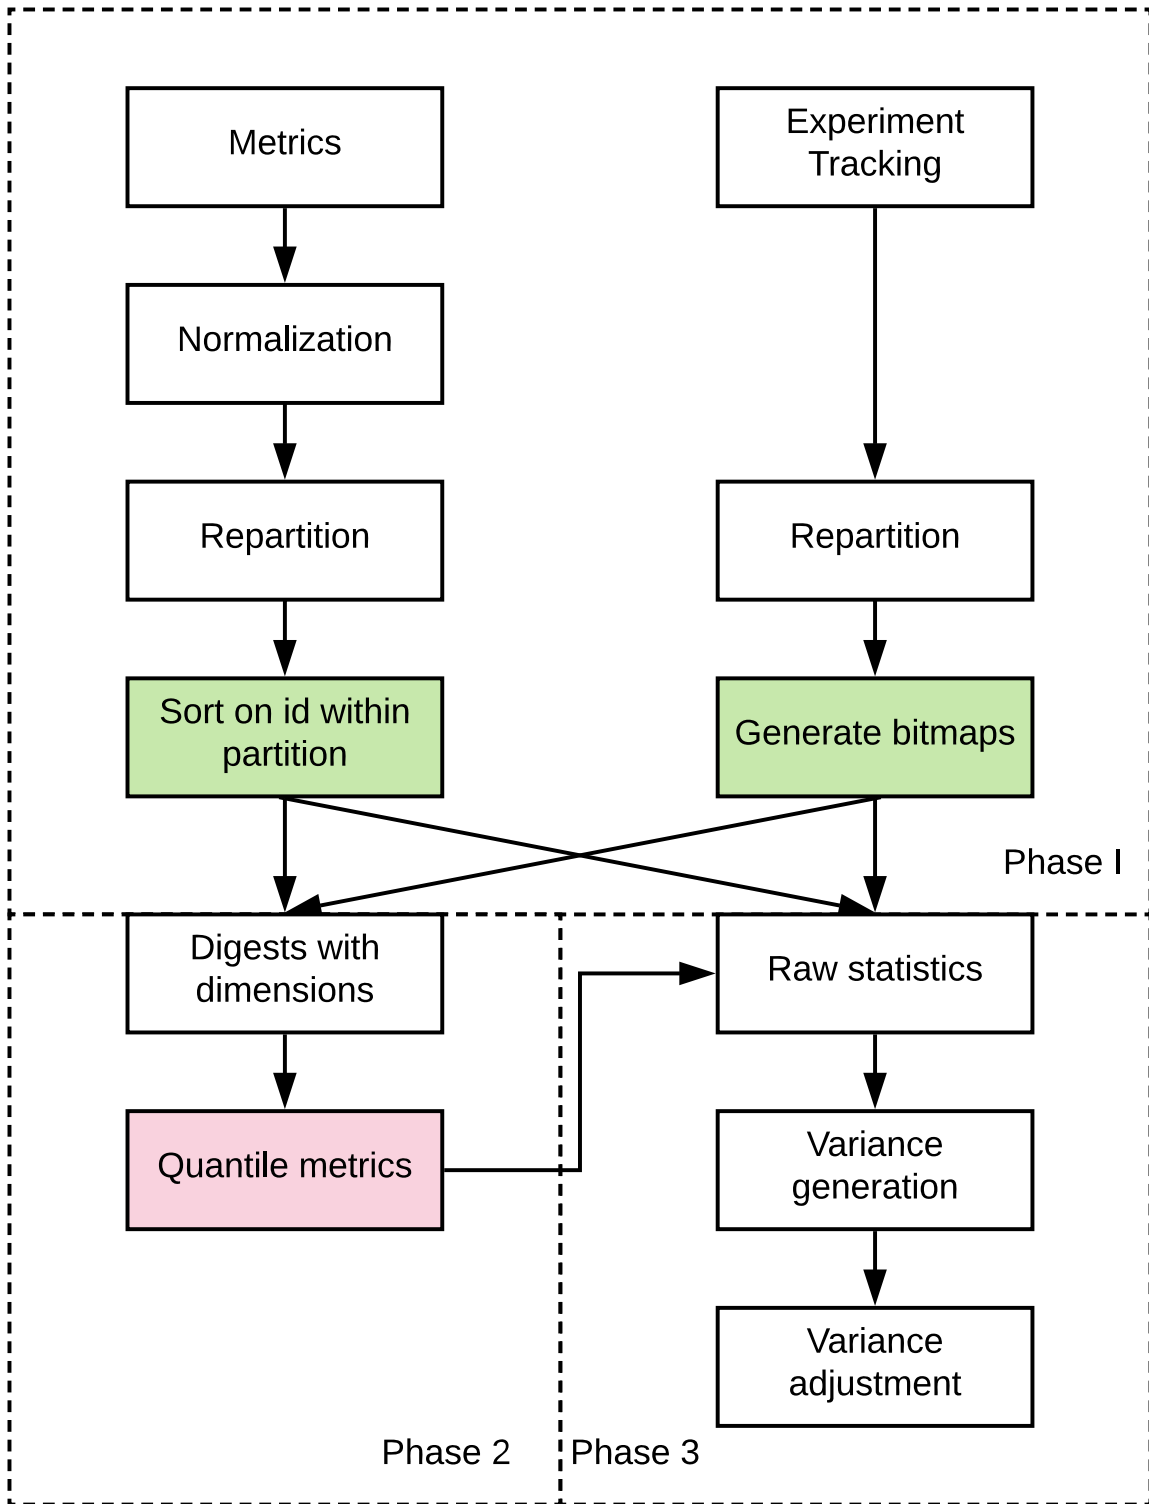 Metrics
Experiment
Tracking
Normalization
Repartition
Repartition
Sort on id within
partition
Generate bitmaps
Phase I
Digests with
dimensions
Raw statistics
Quantile metrics
Variance
generation
Variance
adjustment
Phase 2
Phase 3